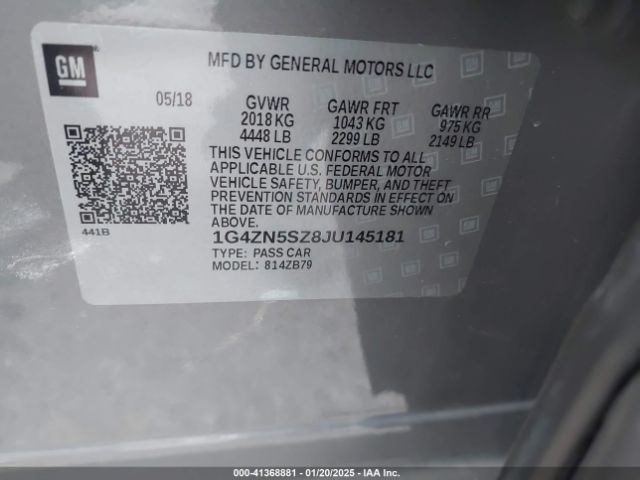 GM
MFD BY GENERAL MOTORS LLC
05/18
GVWR GAWR FRT GAWR RR
2018 KG 1043 KG 975 KG
4448 LB 2299 LB 2149 LB
THIS VEHICLE CONFORMS TO ALL
APPLICABLE U.S. FEDERAL MOTOR
VEHICLE SAFETY, BUMPER, AND THEFT
PREVENTION STANDARDS IN EFFECT ON
THE DATE OF MANUFACTURE SHOWN
ABOVE.
441B
1G4ZN5SZ8JU145181
TYPE: PASS CAR
MODEL: 814ZB79
000-41368881 — 01/20/2025 — IAAI.COM